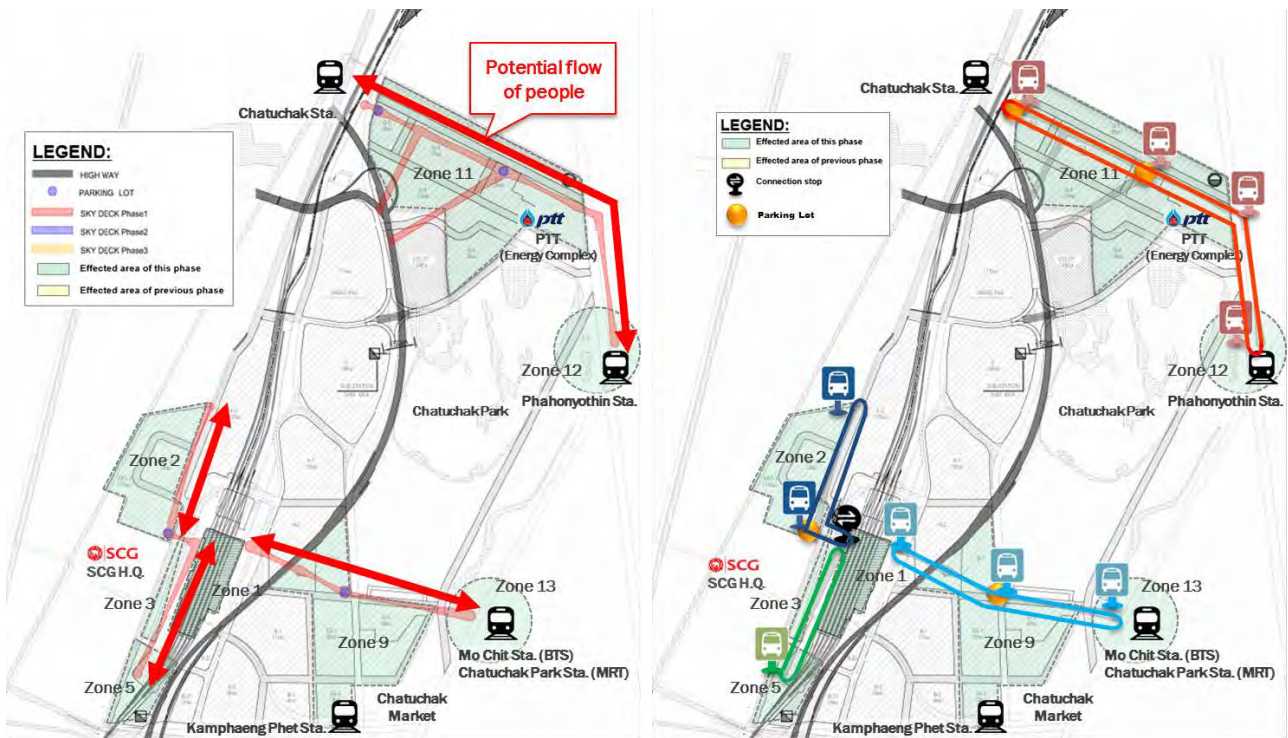 Potential flow
of people
Chatuchak Sta.
LEGEND:
HIGH WAY
PARKING LOT
SKY DECK Phase1
SKY DECK Phase2
SKY DECK Phase3
Effected area of this phase
Effected area of previous phase
Zone 11
ptt
PTT
(Energy Complex)
Zone 12
Phahonyothin Sta.
Chatuchak Park
Zone 2
SCG
SCG H.Q.
Zone 1
Zone 3
Zone 13
Zone 9
Mo Chit Sta. (BTS)
Chatuchak Park Sta. (MRT)
Zone 5
Chatuchak
Market
Kamphaeng Phet Sta.
Chatuchak Sta.
LEGEND:
Effected area of this phase
Effected area of previous phase
Connection stop
Parking Lot
Zone 11
ptt
PTT
(Energy Complex)
Zone 12
Phahonyothin Sta.
Chatuchak Park
Zone 2
SCG
SCG H.Q.
Zone 1
Zone 3
Zone 13
Zone 9
Mo Chit Sta. (BTS)
Chatuchak Park Sta. (MRT)
Zone 5
Chatuchak
Market
Kamphaeng Phet Sta.